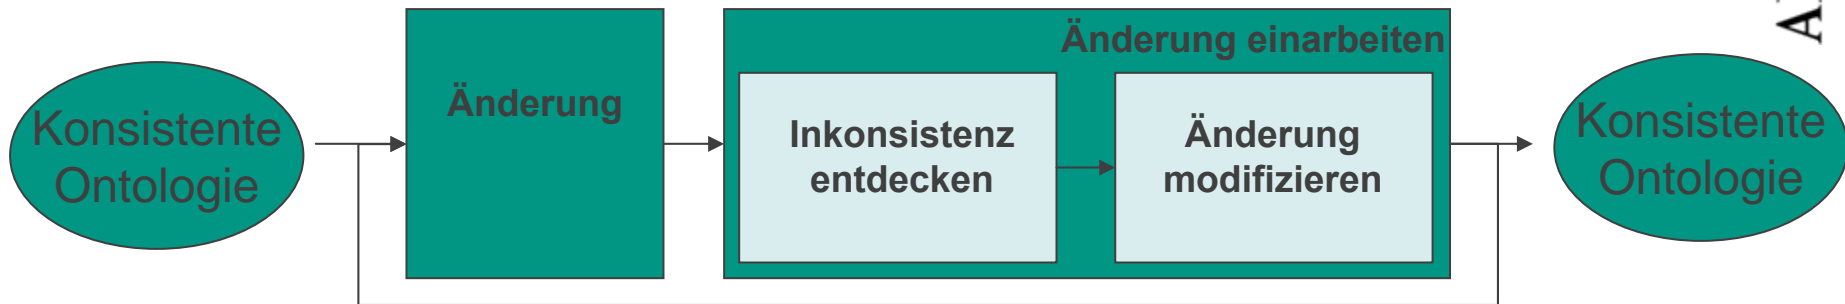 Änderung einarbeiten
Konsistente
Ontologie
Änderung
Inkonsistenz
entdecken
Änderung
modifizieren
Konsistente
Ontologie
A